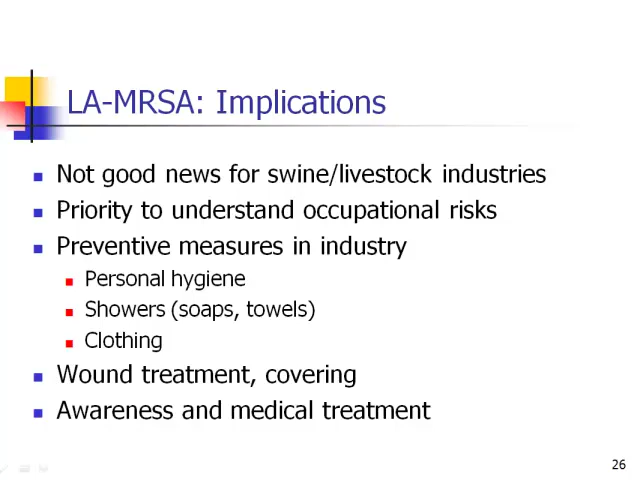 LA-MRSA: Implications
Not good news for swine/livestock industries
Priority to understand occupational risks
Preventive measures in industry
Personal hygiene
Showers (soaps, towels)
Clothing
Wound treatment, covering
Awareness and medical treatment
26